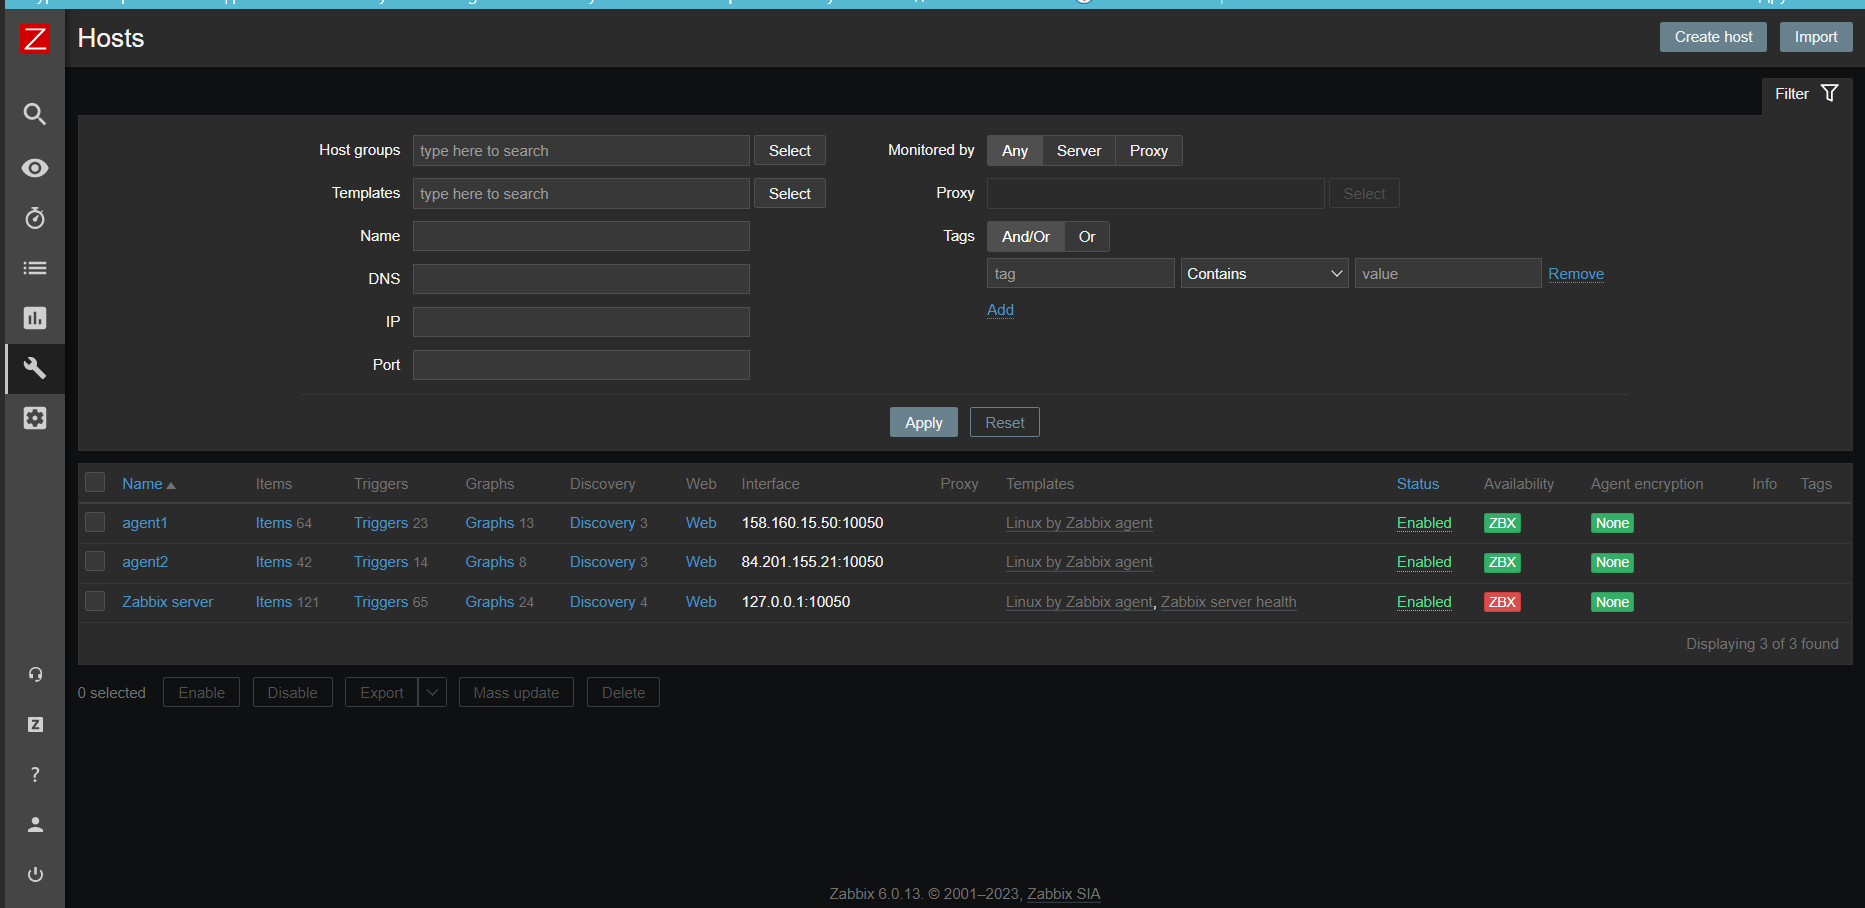 Z
Hosts
Create host
Import
Filter
Host groups type here to search Select
Monitored by Any Server Proxy
Templates type here to search Select
Proxy Select
Name
Tags And/Or Or
DNS
tag Contains value Remove
IP
Add
Port
Apply Reset
Name Items Triggers Graphs Discovery Web Interface Proxy Templates Status Availability Agent encryption Info Tags
agent1 Items 64 Triggers 23 Graphs 13 Discovery 3 Web 158.160.15.50:10050 Linux by Zabbix agent Enabled ZBX None
agent2 Items 42 Triggers 14 Graphs 8 Discovery 3 Web 84.201.155.21:10050 Linux by Zabbix agent Enabled ZBX None
Zabbix server Items 121 Triggers 65 Graphs 24 Discovery 4 Web 127.0.0.1:10050 Linux by Zabbix agent, Zabbix server health Enabled ZBX None
Displaying 3 of 3 found
0 selected Enable Disable Export Mass update Delete
Z
?
Zabbix 6.0.13. © 2001–2023, Zabbix SIA